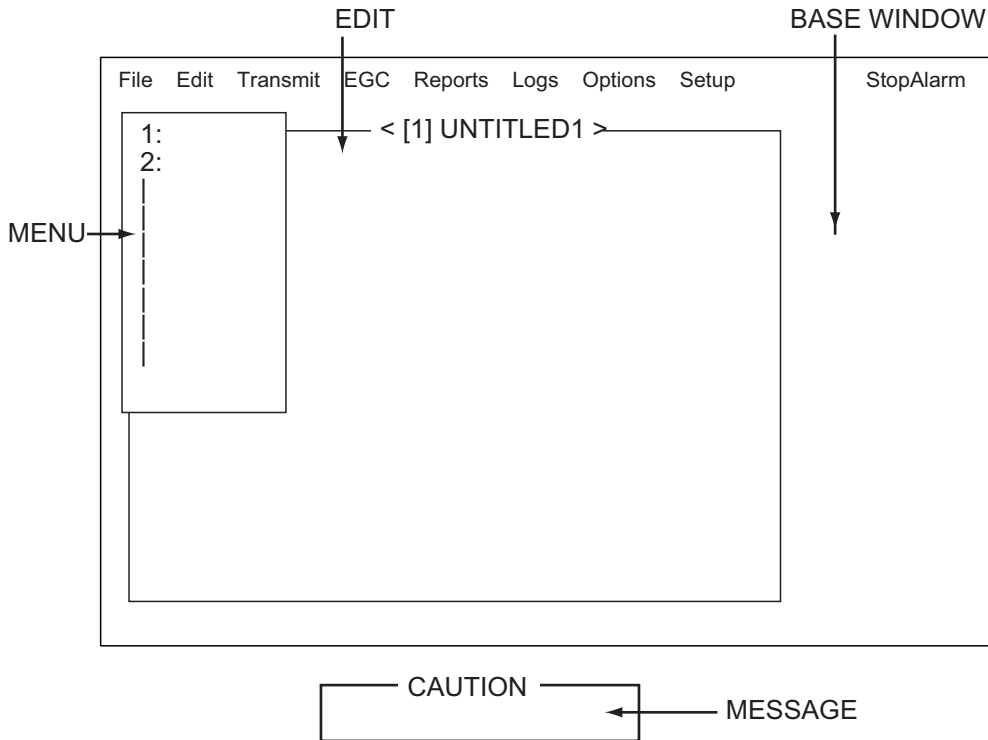 EDIT
BASE WINDOW
File Edit Transmit EGC Reports Logs Options Setup StopAlarm
< [1] UNTITLED1 >
1:
2:
MENU
CAUTION
MESSAGE